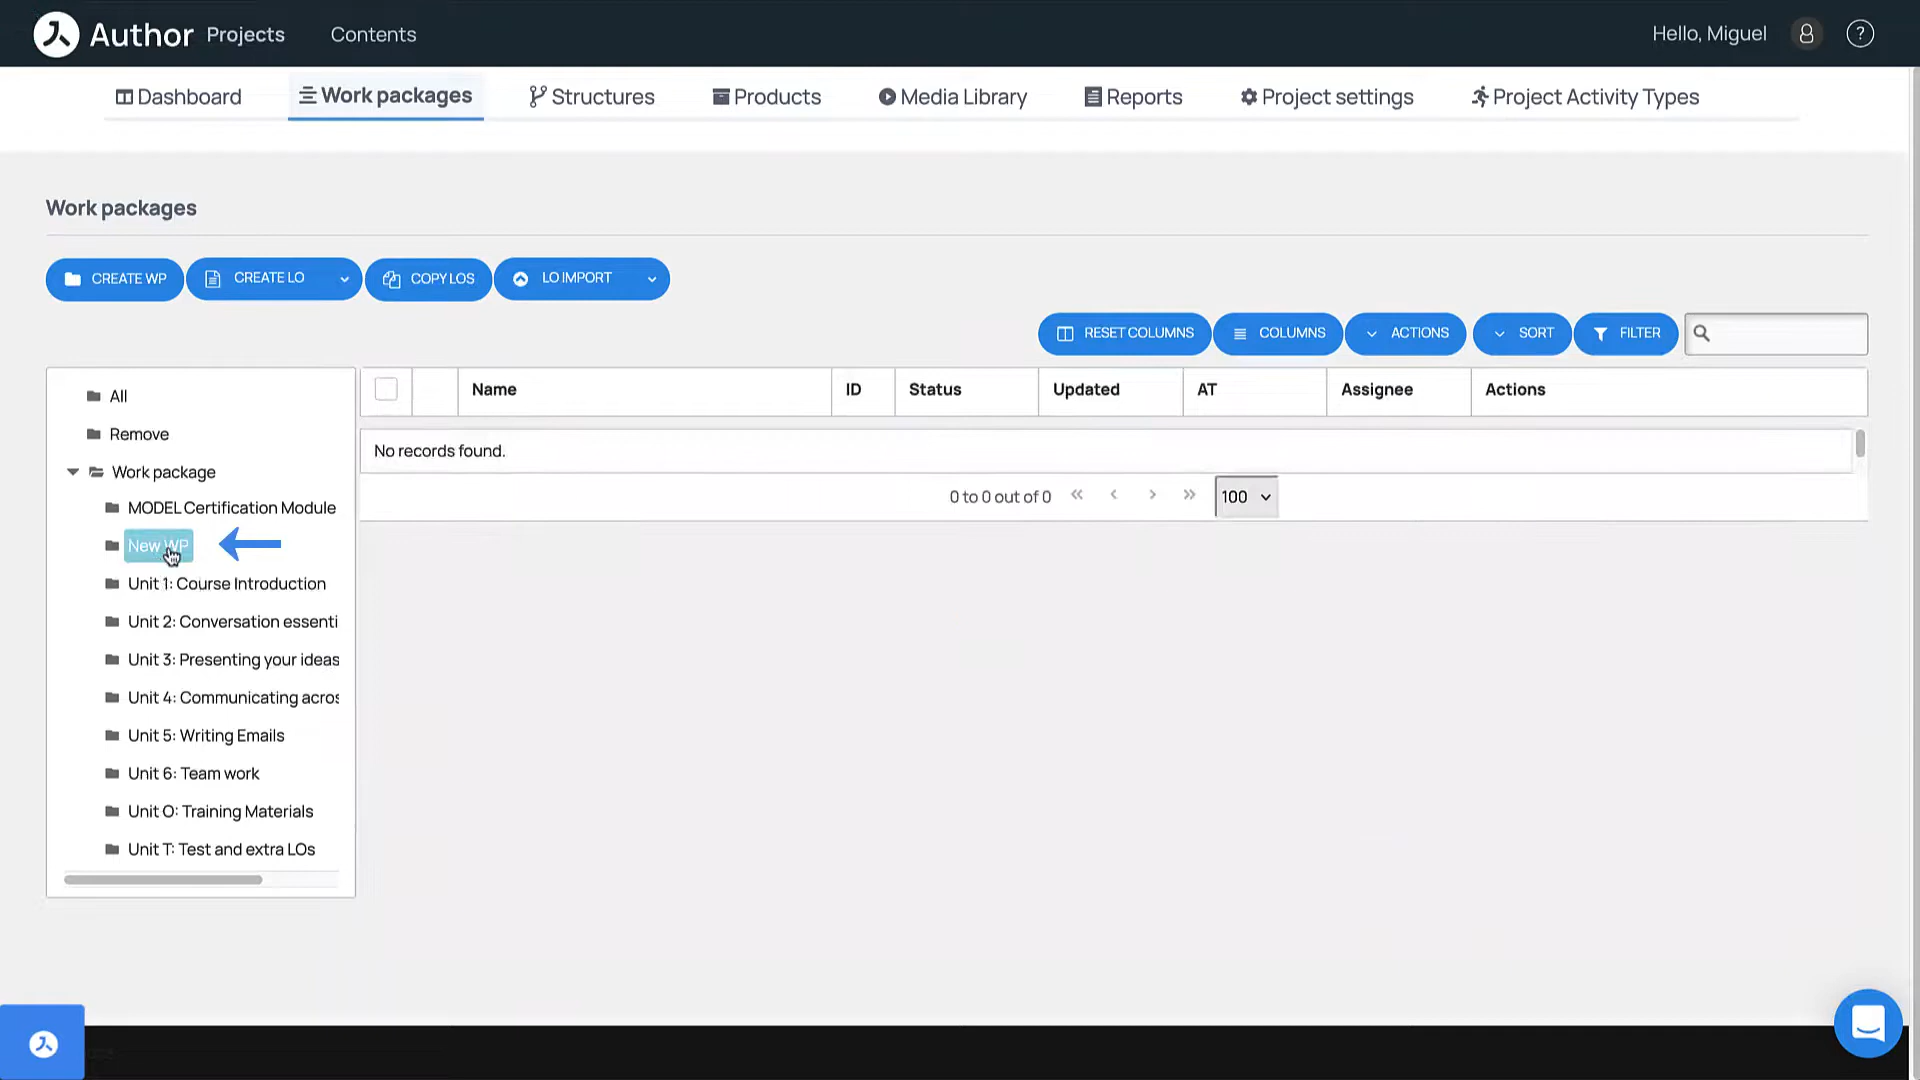 Author Projects Contents Hello, Miguel ?
Dashboard Work packages Structures Products Media Library Reports Project settings Project Activity Types
Work packages
CREATE WP CREATE LO COPY LOS LO IMPORT
RESET COLUMNS COLUMNS ACTIONS SORT FILTER
Name ID Status Updated AT Assignee Actions
No records found.
0 to 0 out of 0 « ‹ › » 100
All
Remove
Work package
MODEL Certification Module
New WP
Unit 1: Course Introduction
Unit 2: Conversation essenti
Unit 3: Presenting your ideas
Unit 4: Communicating acros
Unit 5: Writing Emails
Unit 6: Team work
Unit O: Training Materials
Unit T: Test and extra LOs